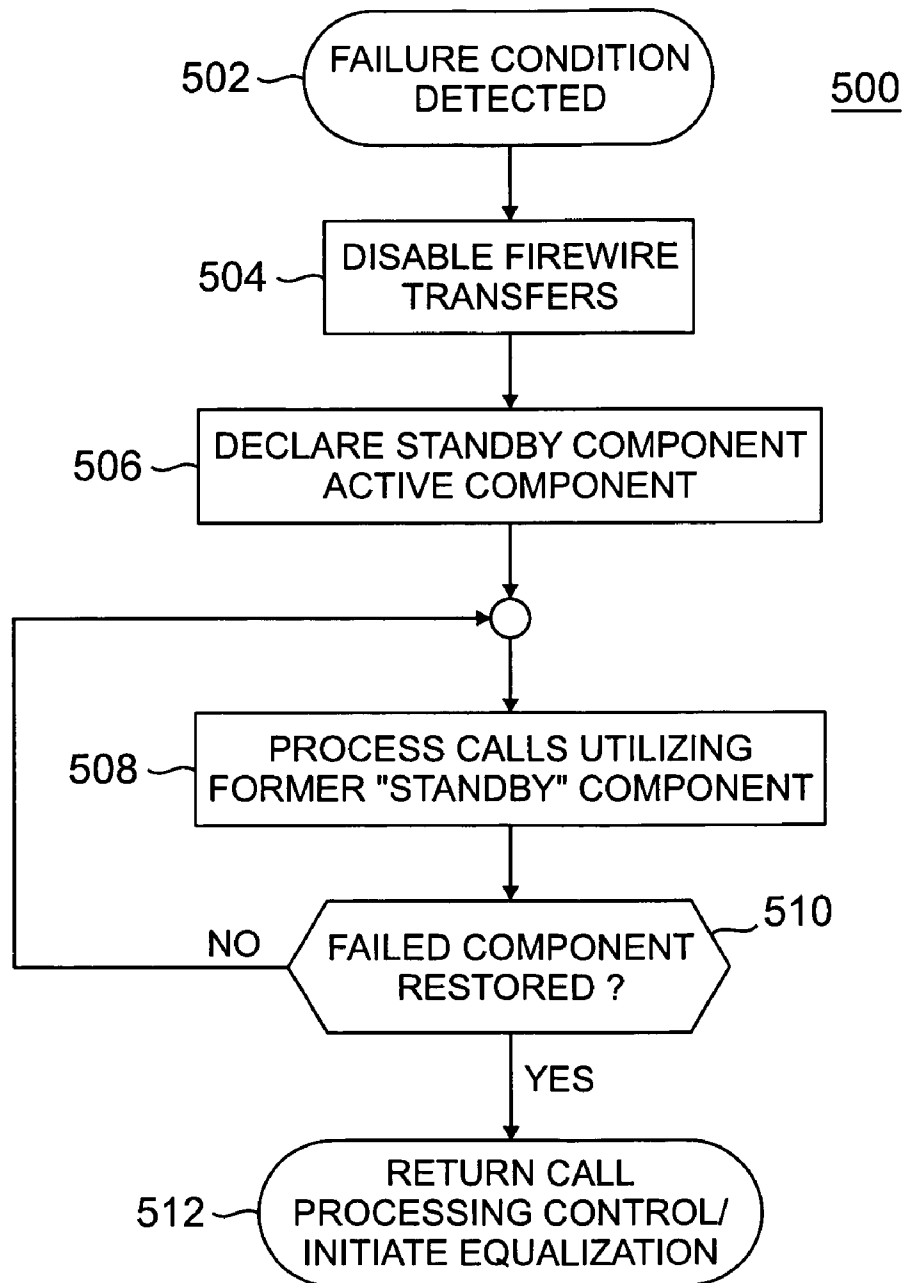 502
FAILURE CONDITION
DETECTED
500
504
DISABLE FIREWIRE
TRANSFERS
506
DECLARE STANDBY COMPONENT
ACTIVE COMPONENT
508
PROCESS CALLS UTILIZING
FORMER "STANDBY" COMPONENT
510
NO
FAILED COMPONENT
RESTORED ?
YES
512
RETURN CALL
PROCESSING CONTROL/
INITIATE EQUALIZATION